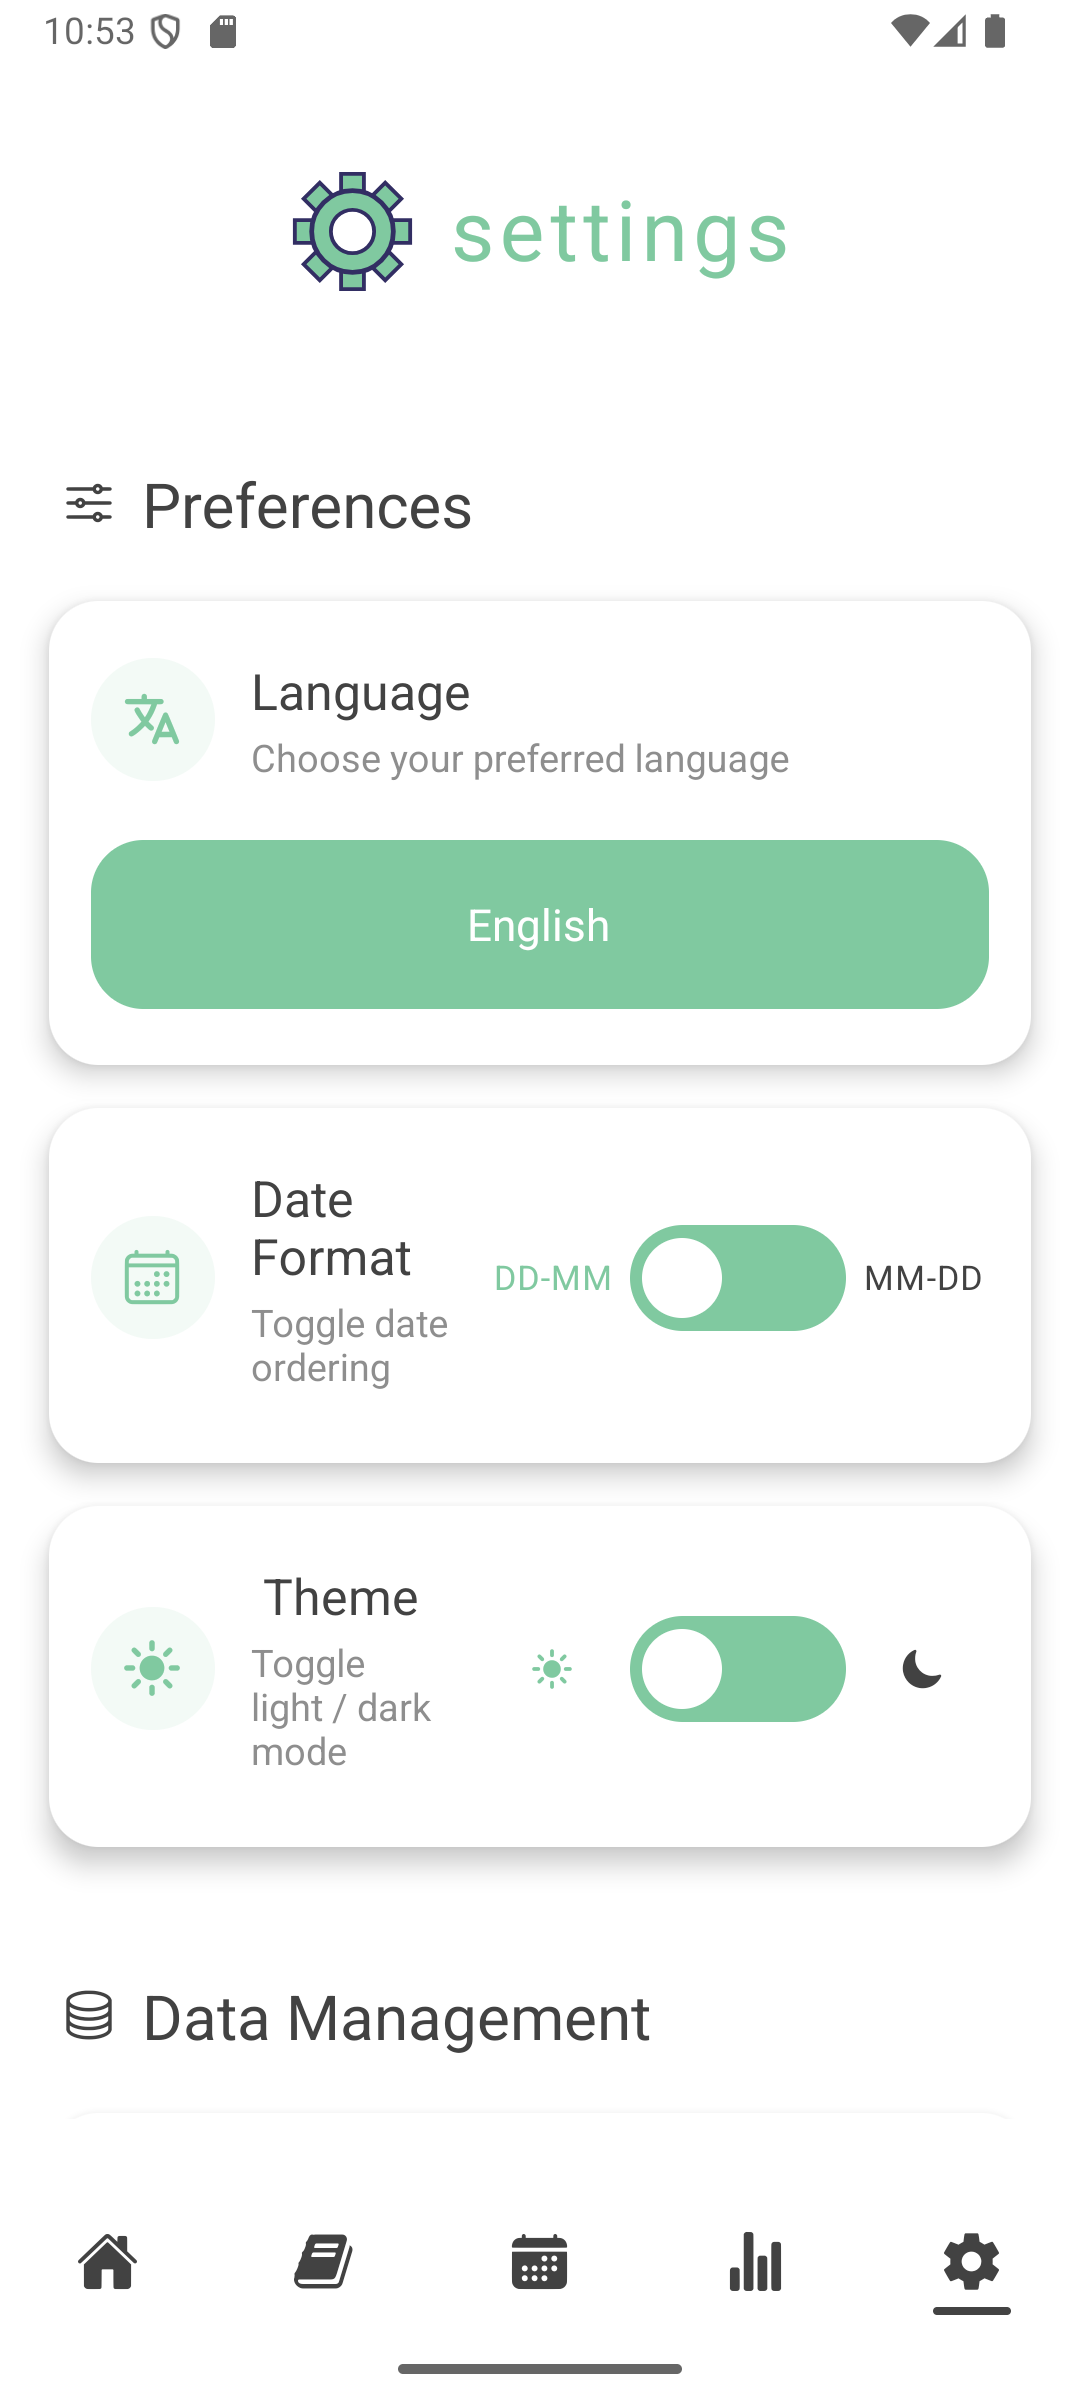 10:53
settings
Preferences
Language
Choose your preferred language
English
Date
Format
Toggle date
ordering
DD-MM
MM-DD
Theme
Toggle
light / dark
mode
Data Management